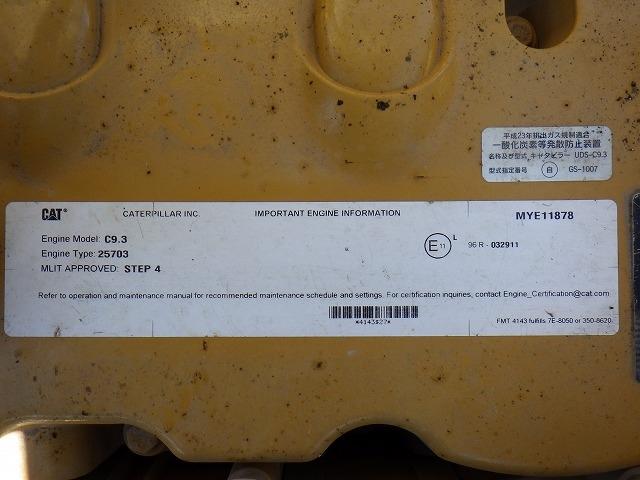 平成23年排出ガス規制適合
一酸化炭素等発散防止装置
名称及び型式 キャタピラー UDS-C9.3
型式指定番号 自 GS-1007
CAT® CATERPILLAR INC. IMPORTANT ENGINE INFORMATION MYE11878
Engine Model: C9.3
Engine Type: 25703
MLIT APPROVED: STEP 4
E11 L 96 R - 032911
Refer to operation and maintenance manual for recommended maintenance schedule and settings. For certification inquiries, contact Engine_Certification@cat.com
*4143827*
FMT 4143 fulfills 7E-8050 or 350-8620